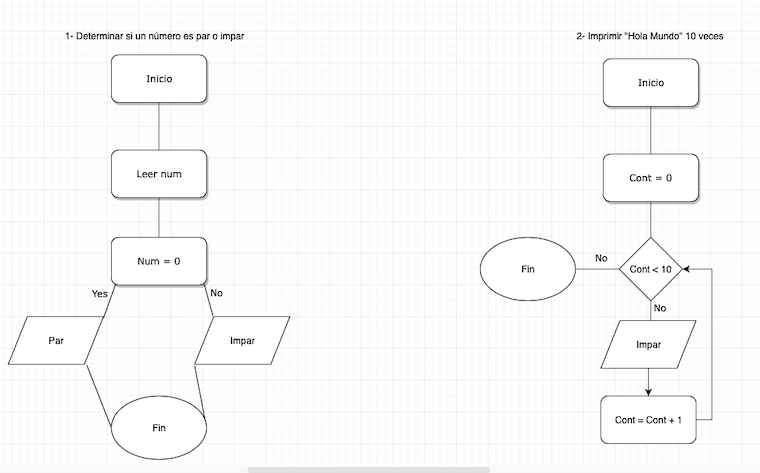 1- Determinar si un número es par o impar
Inicio
Leer num
Num = 0
Yes
No
Par
Impar
Fin
2- Imprimir "Hola Mundo" 10 veces
Inicio
Cont = 0
Cont < 10
No
Fin
No
Impar
Cont = Cont + 1